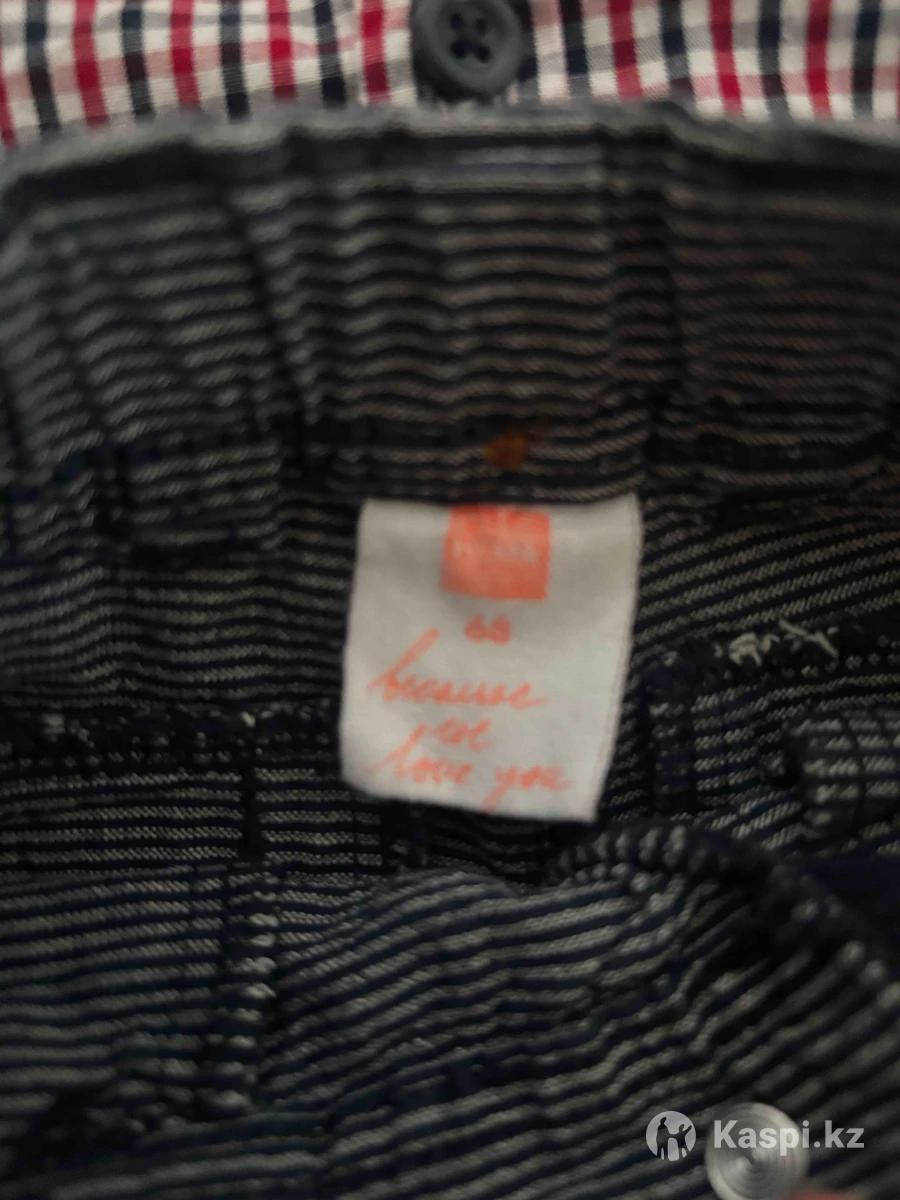 68
because
we
love you
Kaspi.kz